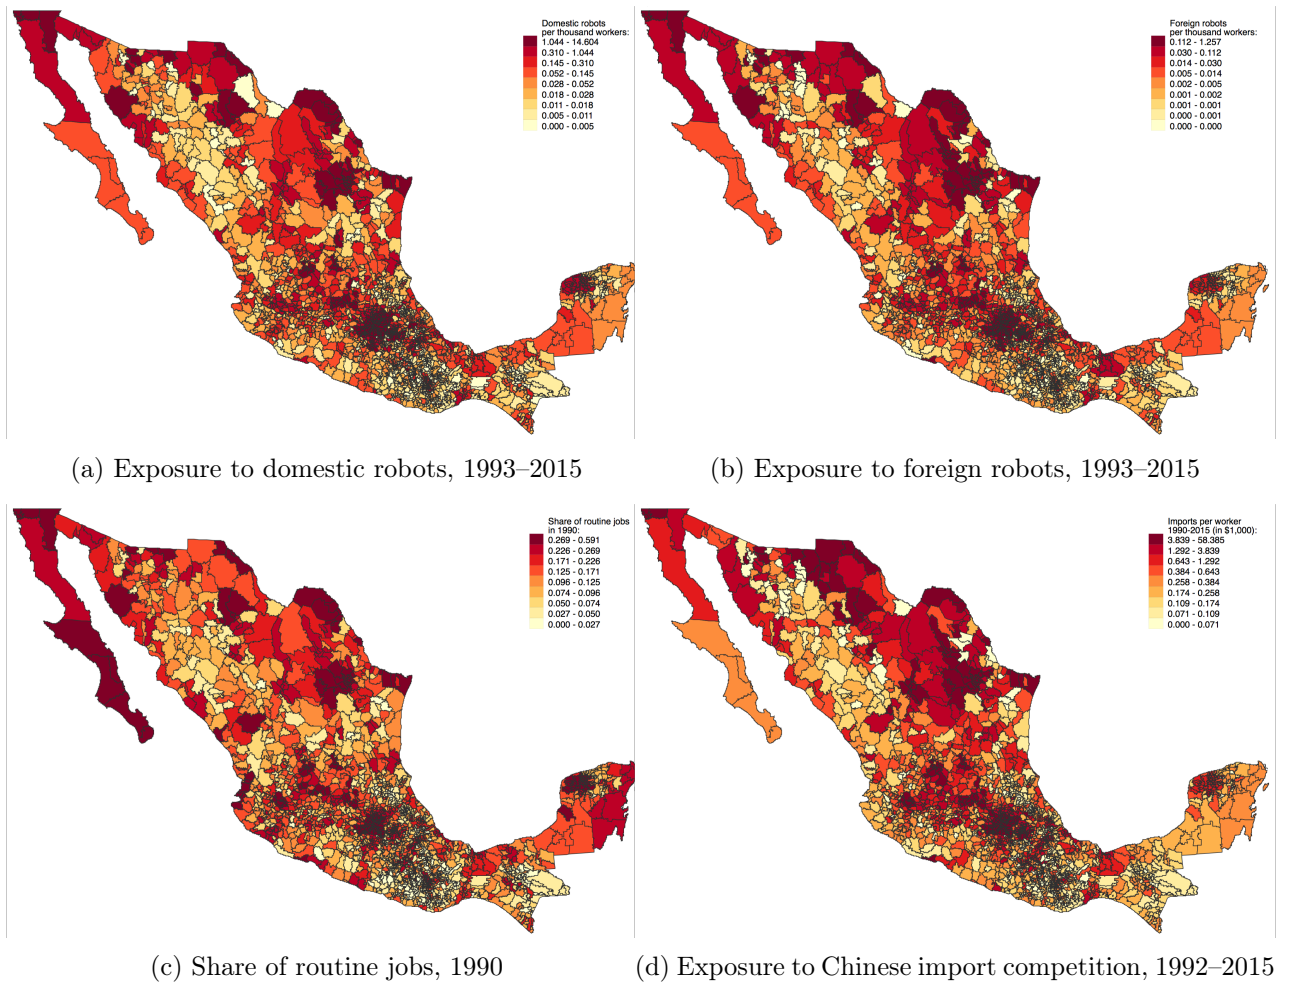 Domestic robots
per thousand workers:
1.044 - 14.604
0.310 - 1.044
0.145 - 0.310
0.052 - 0.145
0.028 - 0.052
0.018 - 0.028
0.011 - 0.018
0.005 - 0.011
0.000 - 0.005
Foreign robots
per thousand workers:
0.112 - 1.257
0.030 - 0.112
0.014 - 0.030
0.005 - 0.014
0.002 - 0.005
0.001 - 0.002
0.001 - 0.001
0.000 - 0.001
0.000 - 0.000
(a) Exposure to domestic robots, 1993–2015
(b) Exposure to foreign robots, 1993–2015
Share of routine jobs
in 1990:
0.269 - 0.591
0.226 - 0.269
0.171 - 0.226
0.125 - 0.171
0.096 - 0.125
0.074 - 0.096
0.050 - 0.074
0.027 - 0.050
0.000 - 0.027
Imports per worker
1990-2015 (in $1,000):
3.839 - 58.385
1.292 - 3.839
0.643 - 1.292
0.384 - 0.643
0.258 - 0.384
0.174 - 0.258
0.109 - 0.174
0.071 - 0.109
0.000 - 0.071
(c) Share of routine jobs, 1990
(d) Exposure to Chinese import competition, 1992–2015